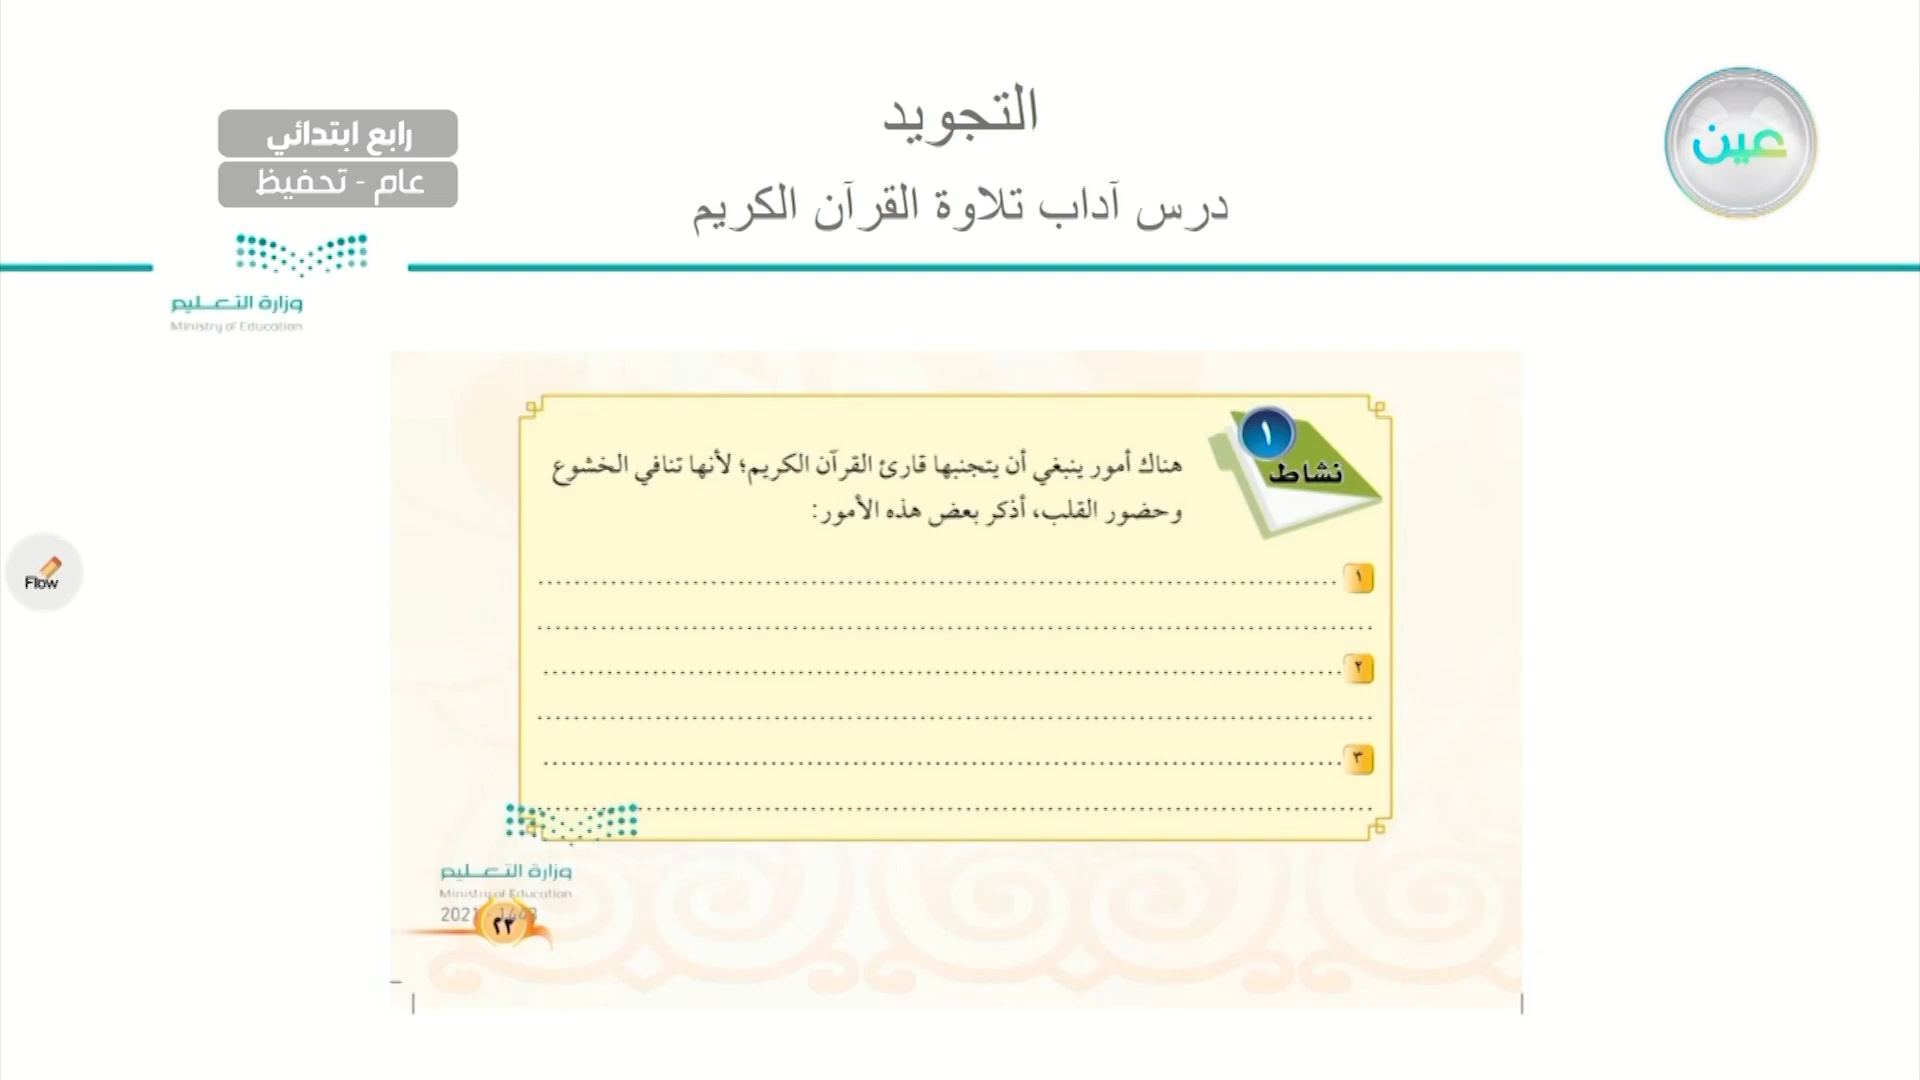 التجويد
درس آداب تلاوة القرآن الكريم
عين
رابع ابتدائي
عام - تحفيظ
وزارة التعليم
Ministry of Education
١
نشاط
هناك أمور ينبغي أن يتجنبها قارئ القرآن الكريم؛ لأنها تنافي الخشوع
وحضور القلب، أذكر بعض هذه الأمور:
١
٢
٣
Flow
وزارة التعليم
Ministry of Education
2021 - 1443
٢٣